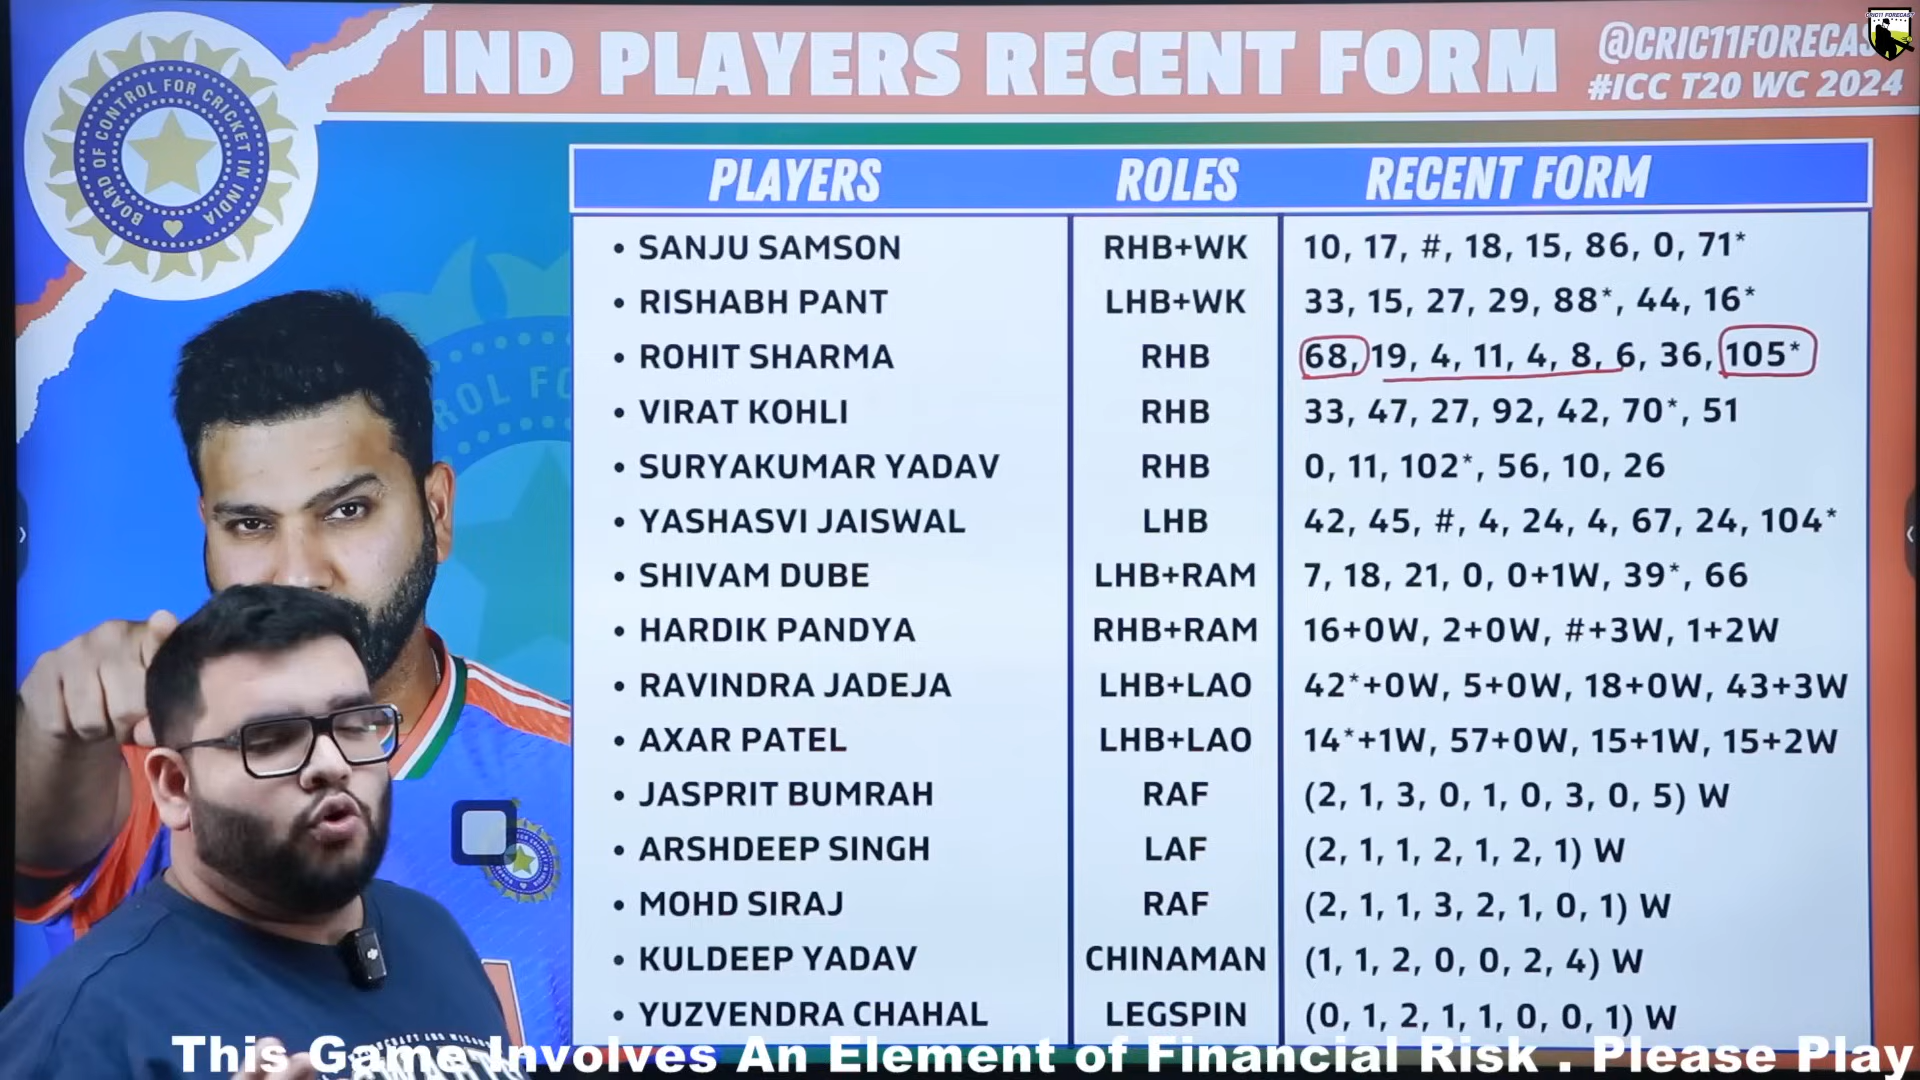 IND PLAYERS RECENT FORM
@CRIC11FORECAS
#ICC T20 WC 2024
CRIC11 FORECAST
BOARD OF CONTROL FOR CRICKET IN INDIA
PLAYERS ROLES RECENT FORM
• SANJU SAMSON RHB+WK 10, 17, #, 18, 15, 86, 0, 71*
• RISHABH PANT LHB+WK 33, 15, 27, 29, 88*, 44, 16*
• ROHIT SHARMA RHB 68, 19, 4, 11, 4, 8, 6, 36, 105*
• VIRAT KOHLI RHB 33, 47, 27, 92, 42, 70*, 51
• SURYAKUMAR YADAV RHB 0, 11, 102*, 56, 10, 26
• YASHASVI JAISWAL LHB 42, 45, #, 4, 24, 4, 67, 24, 104*
• SHIVAM DUBE LHB+RAM 7, 18, 21, 0, 0+1W, 39*, 66
• HARDIK PANDYA RHB+RAM 16+0W, 2+0W, #+3W, 1+2W
• RAVINDRA JADEJA LHB+LAO 42*+0W, 5+0W, 18+0W, 43+3W
• AXAR PATEL LHB+LAO 14*+1W, 57+0W, 15+1W, 15+2W
• JASPRIT BUMRAH RAF (2, 1, 3, 0, 1, 0, 3, 0, 5) W
• ARSHDEEP SINGH LAF (2, 1, 1, 2, 1, 2, 1) W
• MOHD SIRAJ RAF (2, 1, 1, 3, 2, 1, 0, 1) W
• KULDEEP YADAV CHINAMAN (1, 1, 2, 0, 0, 2, 4) W
• YUZVENDRA CHAHAL LEGSPIN (0, 1, 2, 1, 1, 0, 0, 1) W
This Game Involves An Element of Financial Risk . Please Play